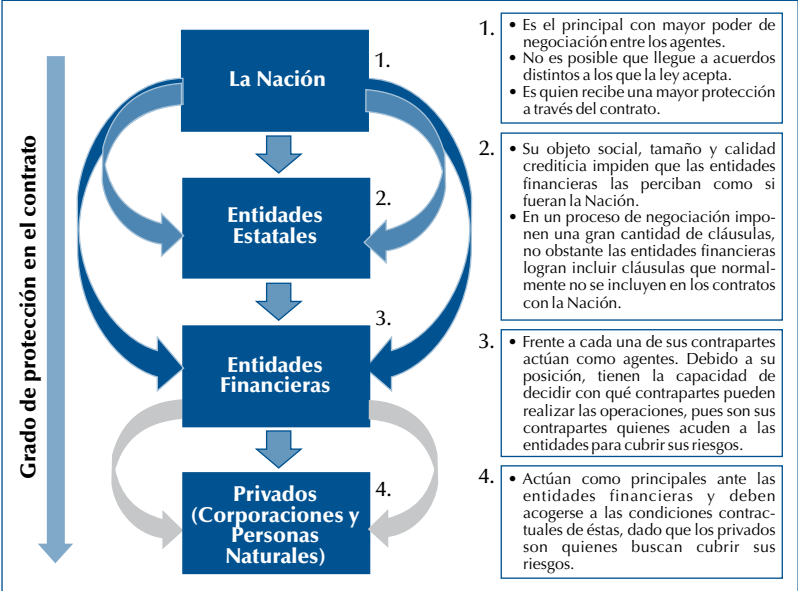 Grado de protección en el contrato
La Nación
1.
Entidades
Estatales
2.
Entidades
Financieras
3.
Privados
(Corporaciones y
Personas
Naturales)
4.
1.
• Es el principal con mayor poder de
negociación entre los agentes.
• No es posible que llegue a acuerdos
distintos a los que la ley acepta.
• Es quien recibe una mayor protección
a través del contrato.
2.
• Su objeto social, tamaño y calidad
crediticia impiden que las entidades
financieras las perciban como si
fueran la Nación.
• En un proceso de negociación impo-
nen una gran cantidad de cláusulas,
no obstante las entidades financieras
logran incluir cláusulas que normal-
mente no se incluyen en los contratos
con la Nación.
3.
• Frente a cada una de sus contrapartes
actúan como agentes. Debido a su
posición, tienen la capacidad de
decidir con qué contrapartes pueden
realizar las operaciones, pues son sus
contrapartes quienes acuden a las
entidades para cubrir sus riesgos.
4.
• Actúan como principales ante las
entidades financieras y deben
acogerse a las condiciones contrac-
tuales de éstas, dado que los privados
son quienes buscan cubrir sus
riesgos.